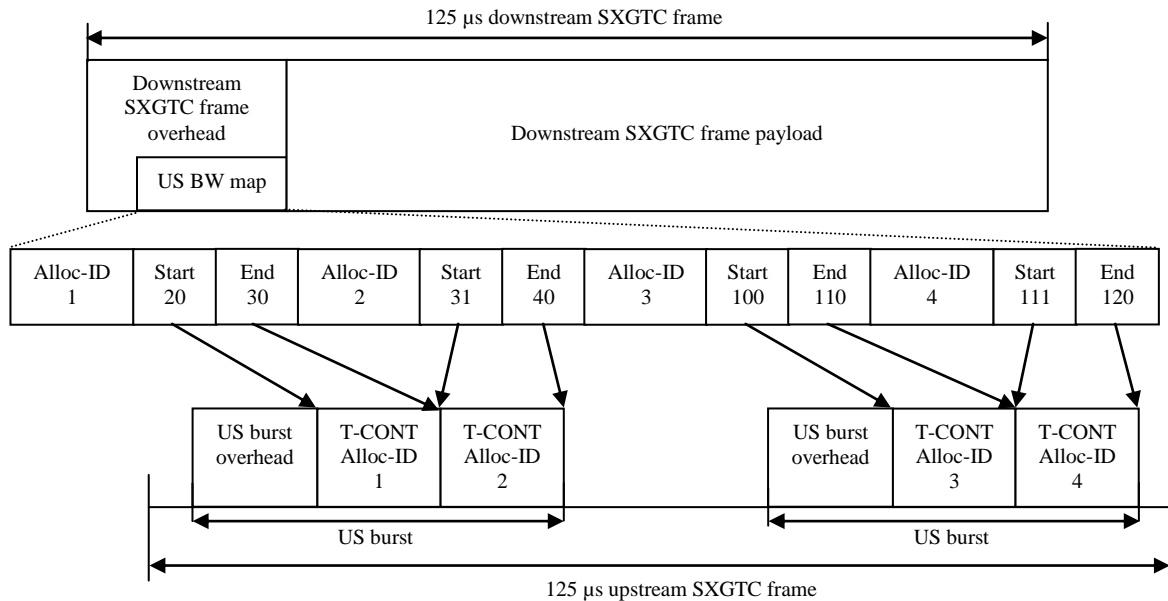 125 µs downstream SXGTC frame
Downstream
SXGTC frame
overhead
Downstream SXGTC frame payload
US BW map
Alloc-ID
1
Start
20
End
30
Alloc-ID
2
Start
31
End
40
Alloc-ID
3
Start
100
End
110
Alloc-ID
4
Start
111
End
120
US burst
overhead
T-CONT
Alloc-ID
1
T-CONT
Alloc-ID
2
US burst
overhead
T-CONT
Alloc-ID
3
T-CONT
Alloc-ID
4
US burst
US burst
125 µs upstream SXGTC frame